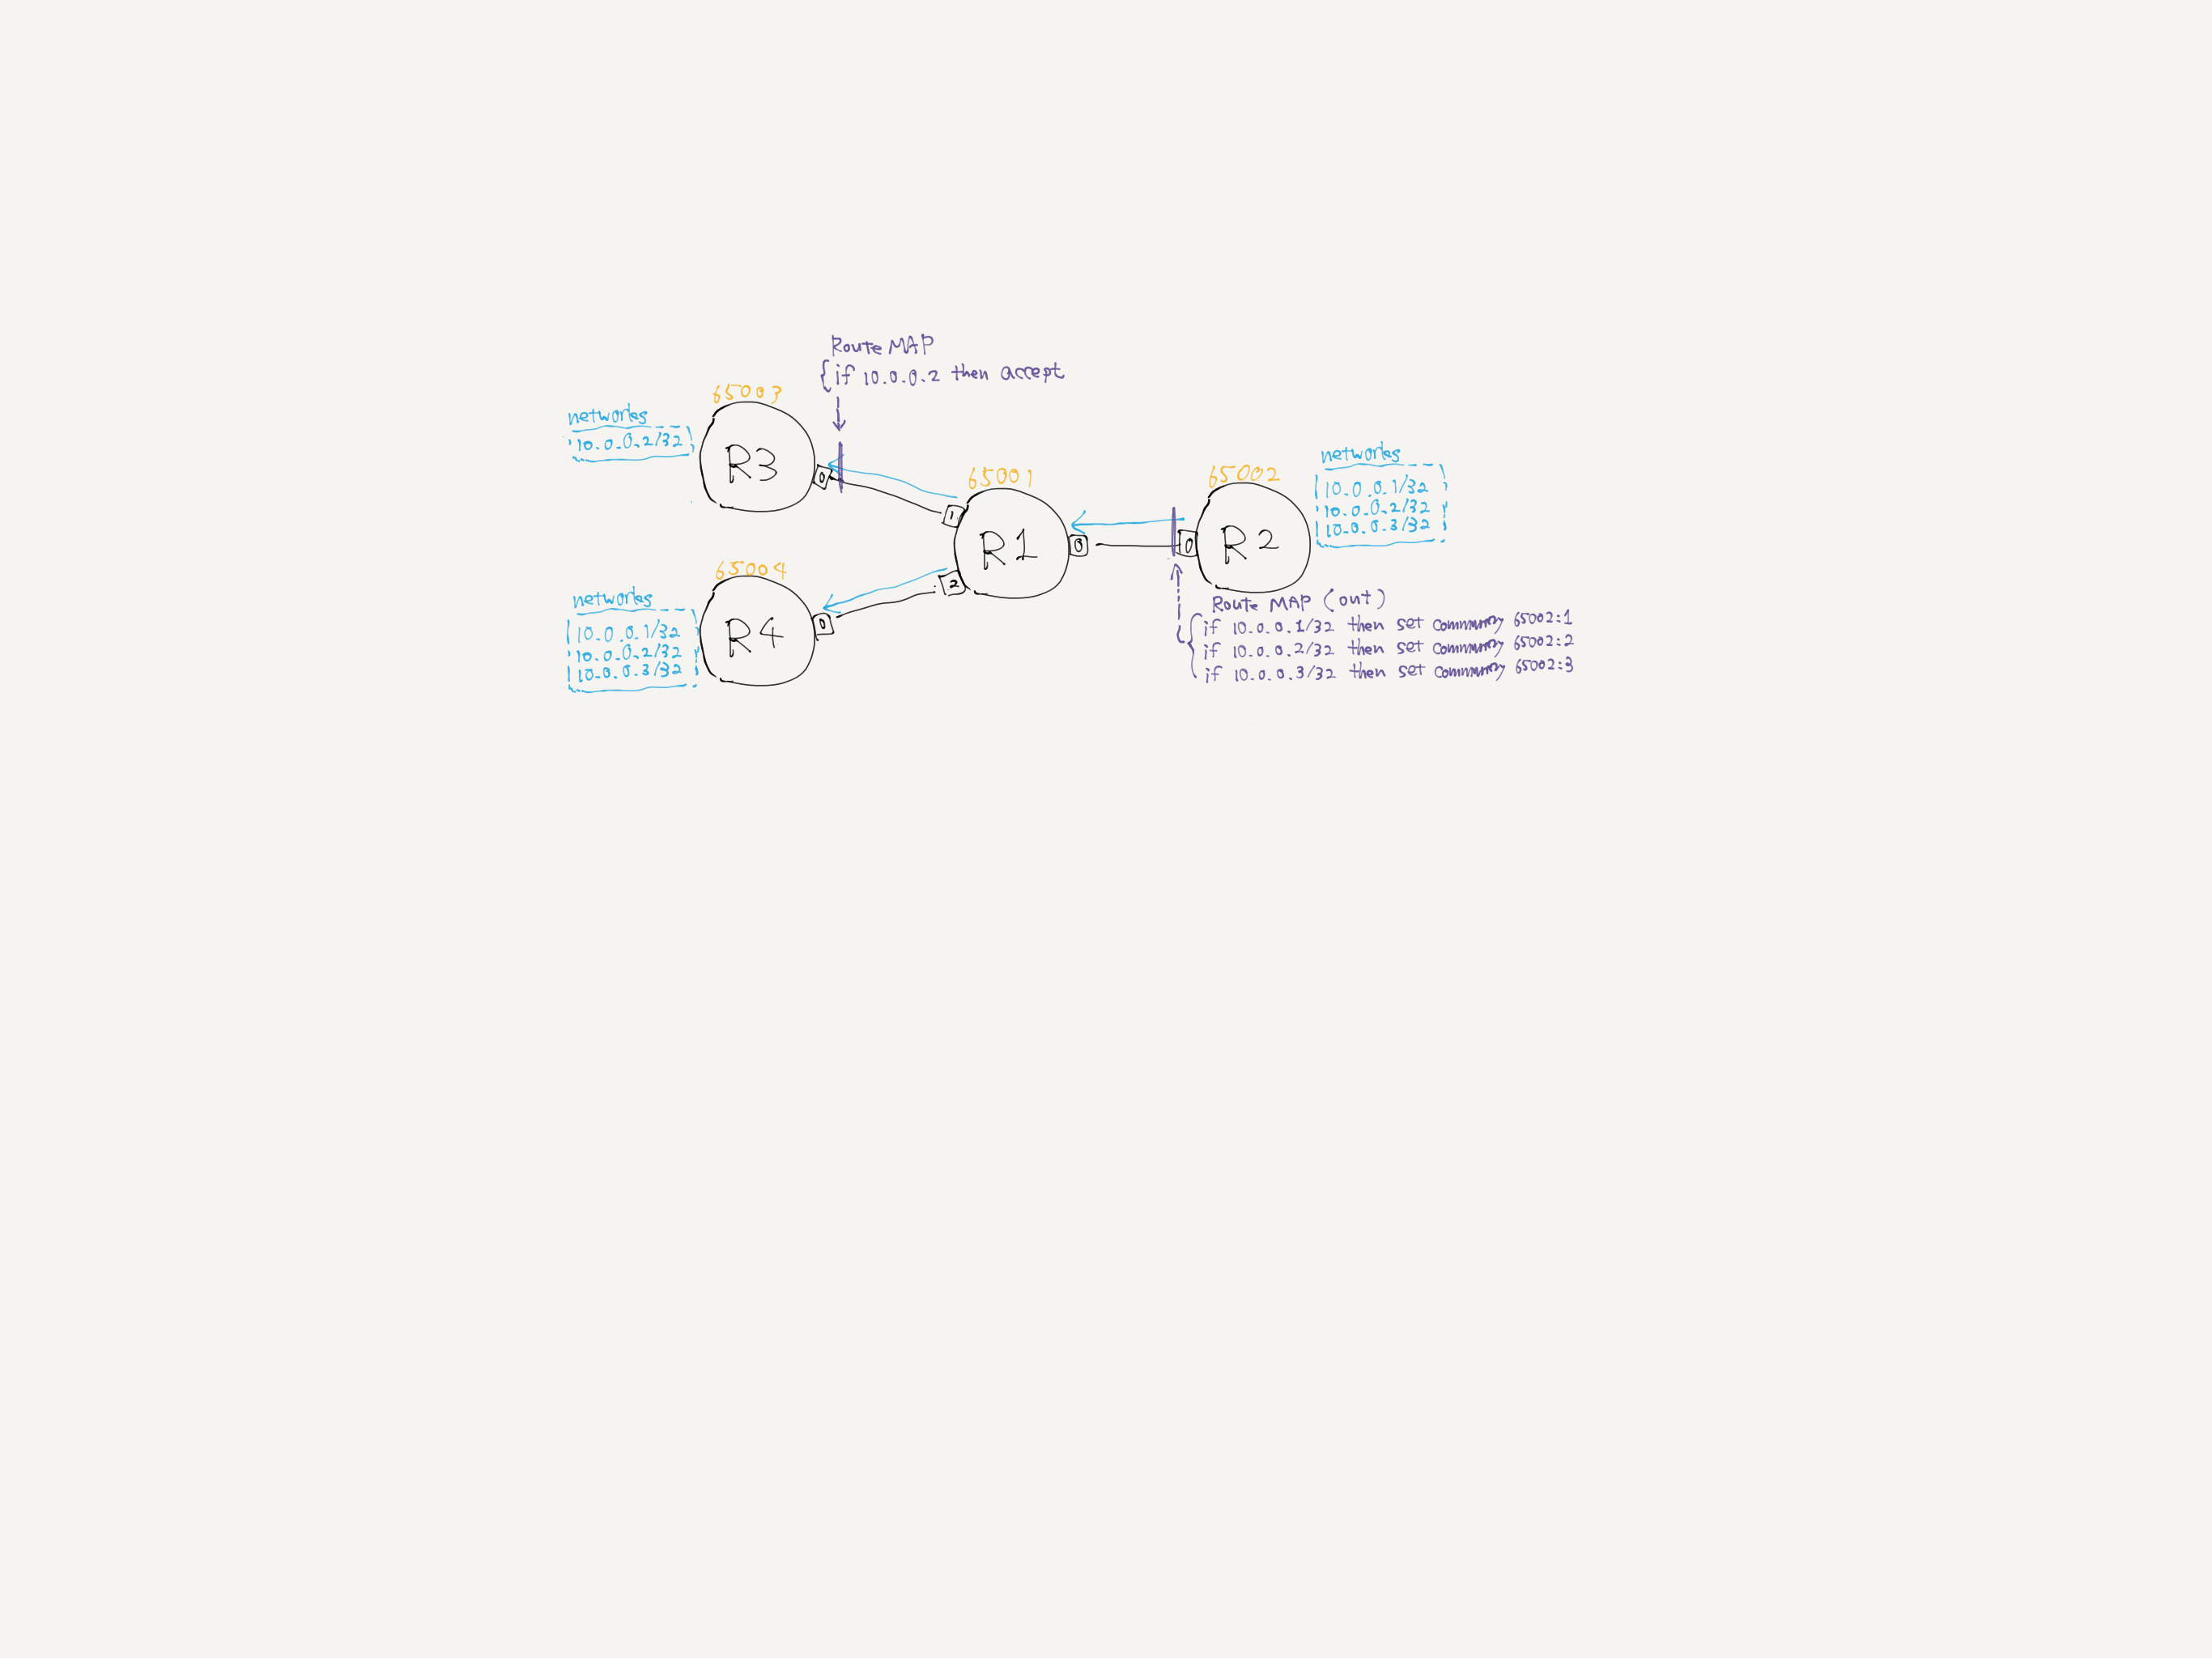 Route MAP
if 10.0.0.2 then accept
65003
networks
10.0.0.2/32
R3
0
65001
1
R1
0
2
65002
networks
10.0.0.1/32
10.0.0.2/32
10.0.0.3/32
0
R2
65004
networks
10.0.0.1/32
10.0.0.2/32
10.0.0.3/32
R4
0
Route MAP (out)
if 10.0.0.1/32 then set community 65002:1
if 10.0.0.2/32 then set community 65002:2
if 10.0.0.3/32 then set community 65002:3